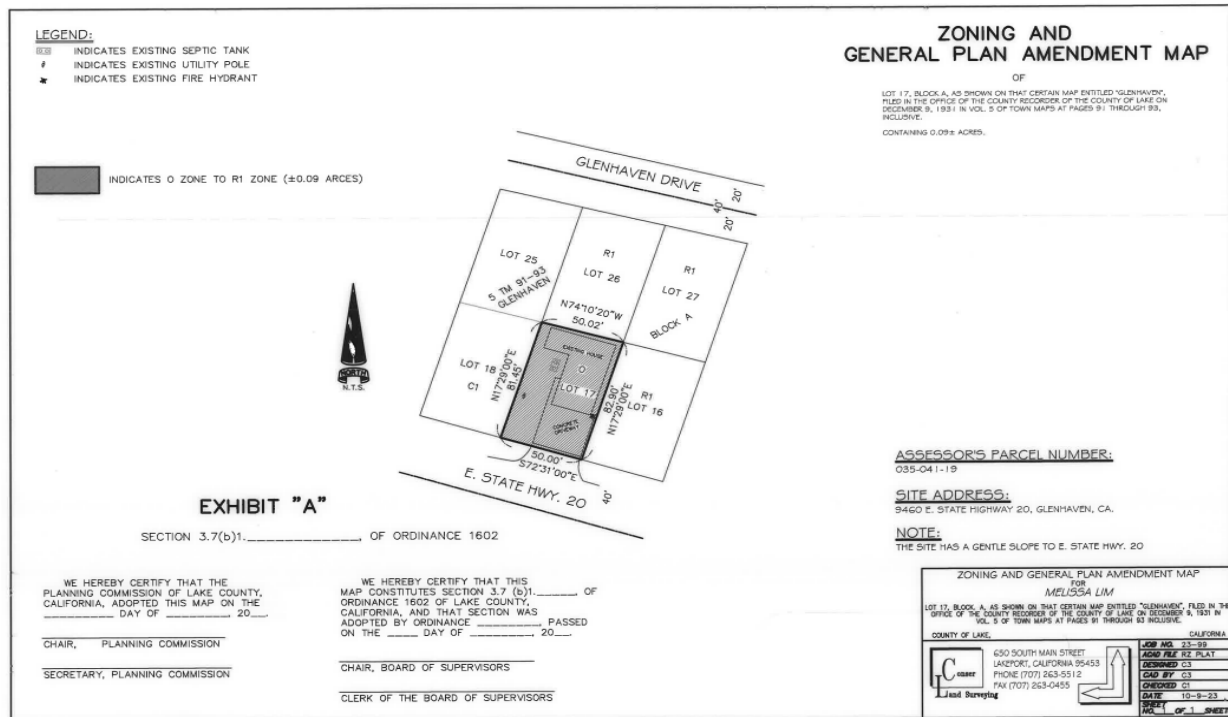 LEGEND:
INDICATES EXISTING SEPTIC TANK
INDICATES EXISTING UTILITY POLE
INDICATES EXISTING FIRE HYDRANT
INDICATES O ZONE TO R1 ZONE (±0.09 ARCES)
ZONING AND
GENERAL PLAN AMENDMENT MAP
OF
LOT 17, BLOCK A, AS SHOWN ON THAT CERTAIN MAP ENTITLED "GLENHAVEN",
FILED IN THE OFFICE OF THE COUNTY RECORDER OF THE COUNTY OF LAKE ON
DECEMBER 9, 1931 IN VOL. 5 OF TOWN MAPS AT PAGES 91 THROUGH 93,
INCLUSIVE.
CONTAINING 0.09± ACRES.
GLENHAVEN DRIVE
20'
40'
20'
LOT 25
5 TM 91-93
GLENHAVEN
R1
LOT 26
R1
LOT 27
BLOCK A
N74°10'20"W
50.02'
LOT 18
C1
N17°29'00"E
81.45'
EXISTING HOUSE
O
LOT 17
CONCRETE
DRIVEWAY
82.90'
N17°29'00"E
R1
LOT 16
50.00'
S72°31'00"E
E. STATE HWY. 20
40'
NORTH
N.T.S.
EXHIBIT "A"
SECTION 3.7(b)1.____________, OF ORDINANCE 1602
WE HEREBY CERTIFY THAT THE
PLANNING COMMISSION OF LAKE COUNTY,
CALIFORNIA, ADOPTED THIS MAP ON THE
__________ DAY OF __________, 20__.
CHAIR, PLANNING COMMISSION
SECRETARY, PLANNING COMMISSION
WE HEREBY CERTIFY THAT THIS
MAP CONSTITUTES SECTION 3.7 (b)1.______, OF
ORDINANCE 1602 OF LAKE COUNTY,
CALIFORNIA, AND THAT SECTION WAS
ADOPTED BY ORDINANCE _________, PASSED
ON THE ____ DAY OF _________, 20__.
CHAIR, BOARD OF SUPERVISORS
CLERK OF THE BOARD OF SUPERVISORS
ASSESSOR'S PARCEL NUMBER:
035-041-19
SITE ADDRESS:
9460 E. STATE HIGHWAY 20, GLENHAVEN, CA.
NOTE:
THE SITE HAS A GENTLE SLOPE TO E. STATE HWY. 20
ZONING AND GENERAL PLAN AMENDMENT MAP
FOR
MELISSA LIM
LOT 17, BLOCK. A, AS SHOWN ON THAT CERTAIN MAP ENTITLED "GLENHAVEN", FILED IN THE
OFFICE OF THE COUNTY RECORDER OF THE COUNTY OF LAKE ON DECEMBER 9, 1931 IN
VOL. 5 OF TOWN MAPS AT PAGES 91 THROUGH 93 INCLUSIVE.
COUNTY OF LAKE, CALIFORNIA
Conser
Land Surveying
650 SOUTH MAIN STREET
LAKEPORT, CALIFORNIA 95453
PHONE (707) 263-5512
FAX (707) 263-0455
JOB NO. 23-99
ACAD FILE RZ PLAT
DESIGNED C3
CAD BY C3
CHECKED C1
DATE 10-9-23
SHEET
NO. 1 OF 1 SHEET